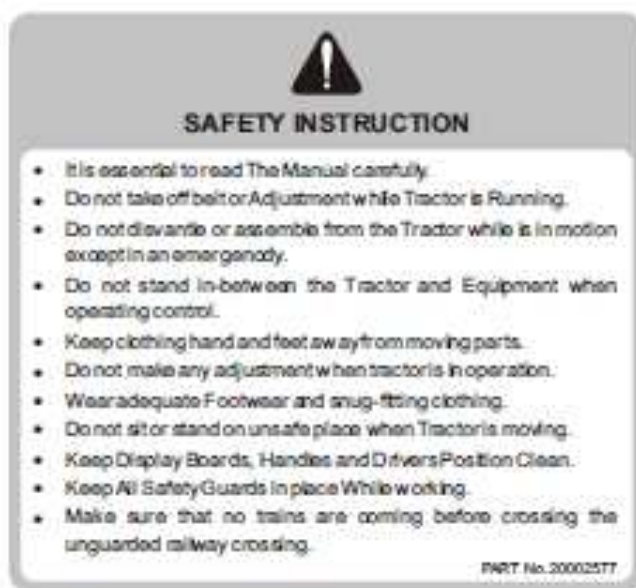 SAFETY INSTRUCTION
• It is essential to read The Manual carefully.
• Do not take off belt or Adjustment while Tractor is Running.
• Do not disvantle or assemble from the Tractor while is in motion
except in an emergenody.
• Do not stand in-between the Tractor and Equipment when
operating control.
• Keep clothing hand and feet away from moving parts.
• Do not make any adjustment when tractor is in operation.
• Wear adequate Footwear and snug-fitting clothing.
• Do not sit or stand on unsafe place when Tractor is moving.
• Keep Display Boards, Handles and Drivers Position Clean.
• Keep All Safety Guards in place While working.
• Make sure that no trains are coming before crossing the
unguarded railway crossing.
PART No. 20002577